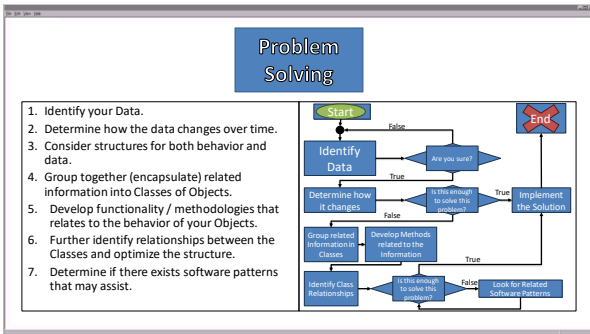 File Edit View Help
Problem
Solving
1. Identify your Data.
2. Determine how the data changes over time.
3. Consider structures for both behavior and
data.
4. Group together (encapsulate) related
information into Classes of Objects.
5. Develop functionality / methodologies that
relates to the behavior of your Objects.
6. Further identify relationships between the
Classes and optimize the structure.
7. Determine if there exists software patterns
that may assist.
Start
End
False
Identify
Data
Are you sure?
True
Determine how
it changes
Is this enough
to solve this
problem?
True
Implement
the Solution
False
Group related
Information in
Classes
Develop Methods
related to the
Information
True
Identify Class
Relationships
Is this enough
to solve this
problem?
False
Look for Related
Software Patterns